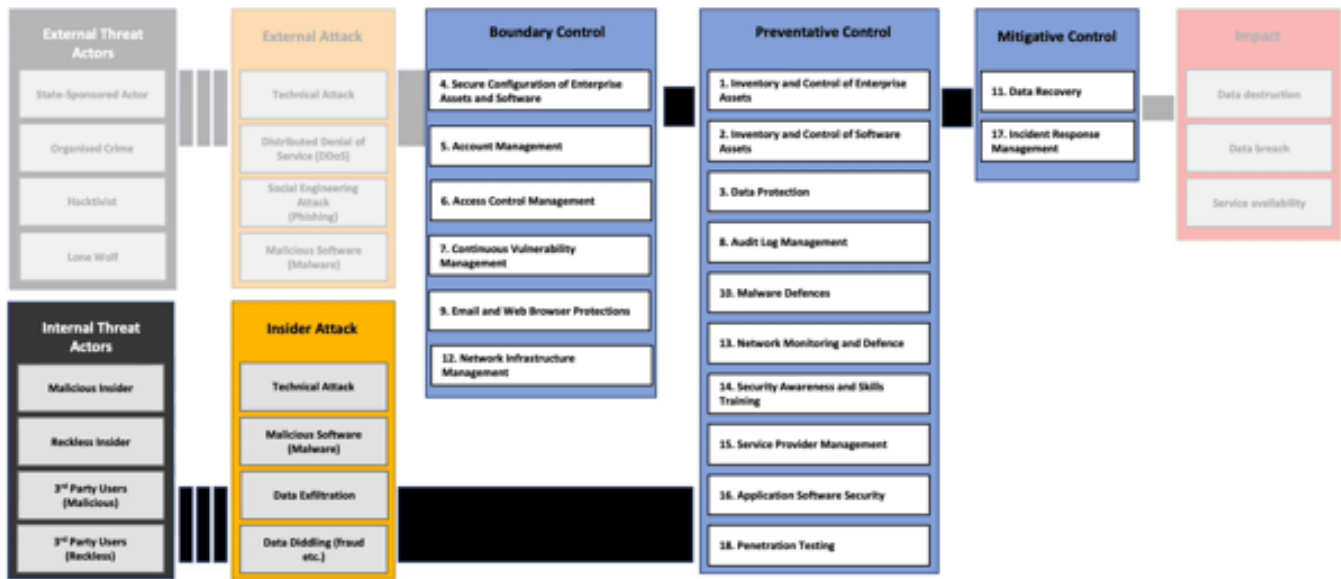 External Threat
Actors
State-Sponsored Actor
Organised Crime
Hacktivist
Lone Wolf
External Attack
Technical Attack
Distributed Denial of
Service (DDoS)
Social Engineering
Attack
(Phishing)
Malicious Software
(Malware)
Internal Threat
Actors
Malicious Insider
Reckless Insider
3rd Party Users
(Malicious)
3rd Party Users
(Reckless)
Insider Attack
Technical Attack
Malicious Software
(Malware)
Data Exfiltration
Data Diddling (fraud
etc.)
Boundary Control
4. Secure Configuration of Enterprise
Assets and Software
5. Account Management
6. Access Control Management
7. Continuous Vulnerability
Management
9. Email and Web Browser Protections
12. Network Infrastructure
Management
Preventative Control
1. Inventory and Control of Enterprise
Assets
2. Inventory and Control of Software
Assets
3. Data Protection
8. Audit Log Management
10. Malware Defences
13. Network Monitoring and Defence
14. Security Awareness and Skills
Training
15. Service Provider Management
16. Application Software Security
18. Penetration Testing
Mitigative Control
11. Data Recovery
17. Incident Response
Management
Impact
Data destruction
Data breach
Service availability